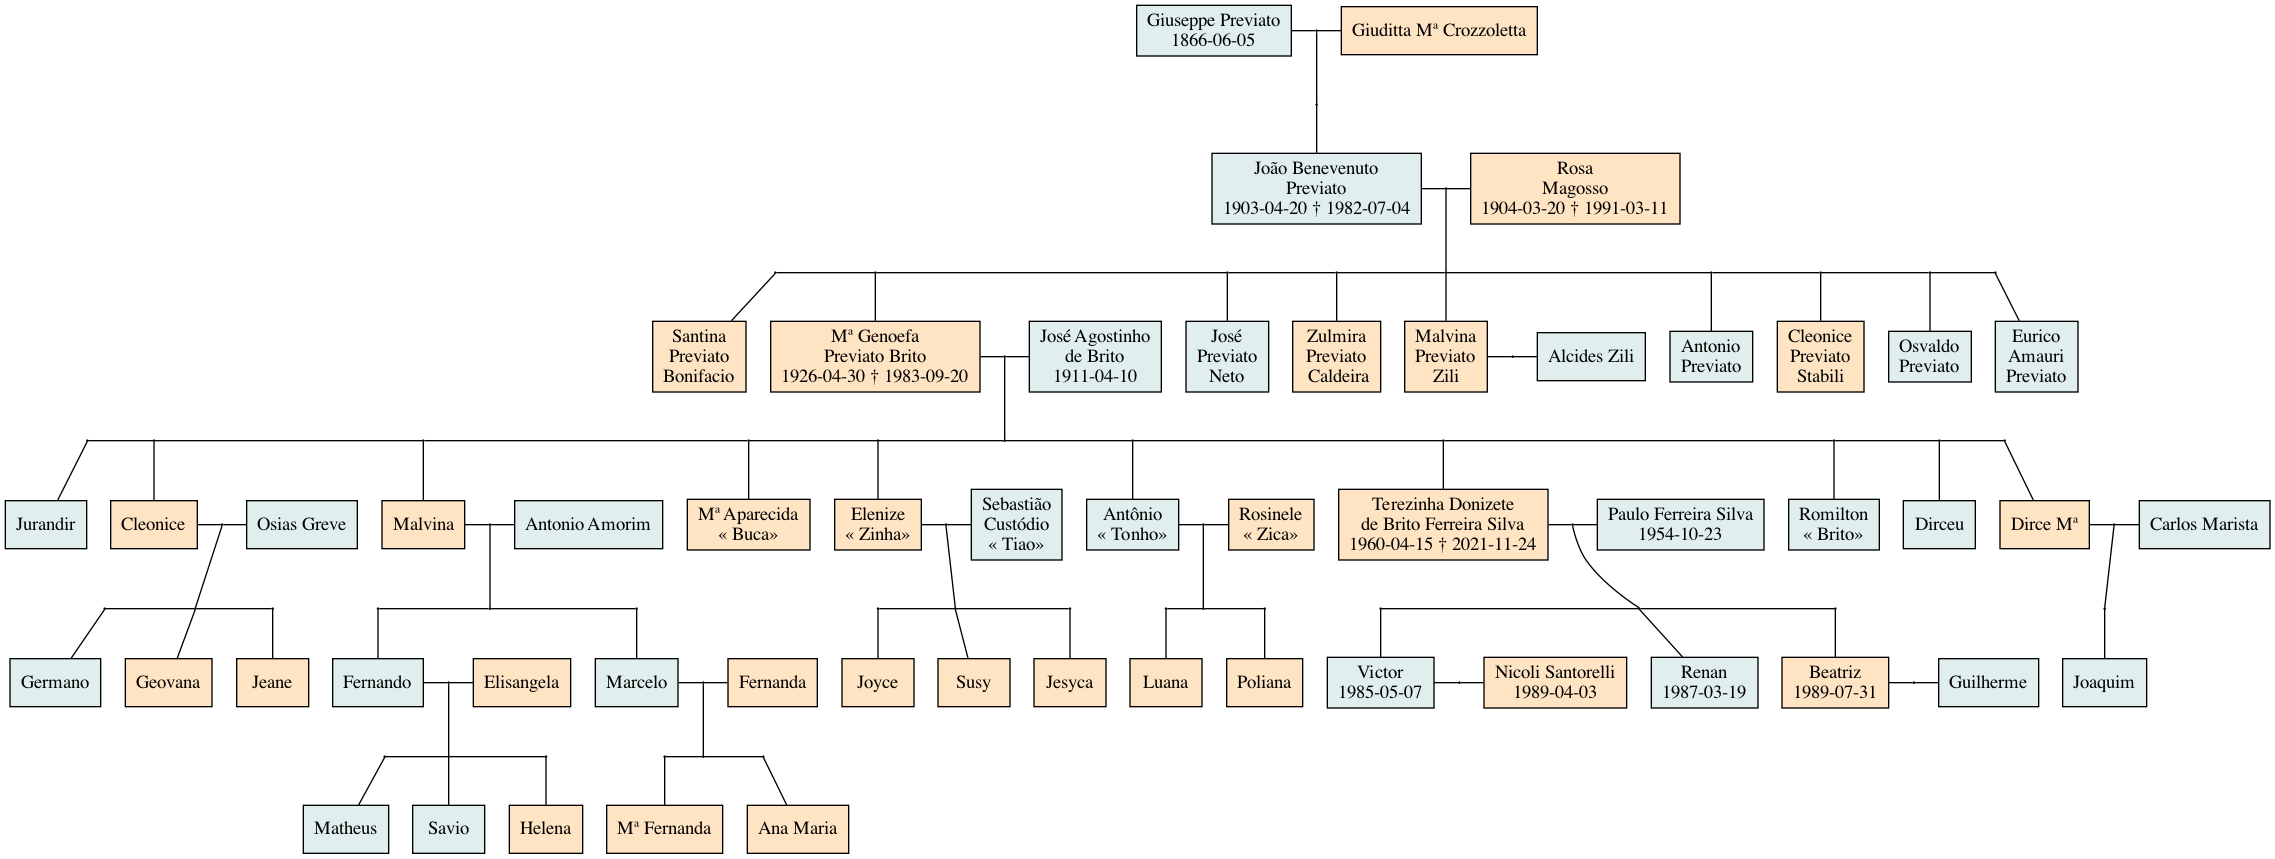 Giuseppe Previato
1866-06-05
Giuditta Mª Crozzoletta
João Benevenuto
Previato
1903-04-20 † 1982-07-04
Rosa
Magosso
1904-03-20 † 1991-03-11
Santina
Previato
Bonifacio
Mª Genoefa
Previato Brito
1926-04-30 † 1983-09-20
José Agostinho
de Brito
1911-04-10
José
Previato
Neto
Zulmira
Previato
Caldeira
Malvina
Previato
Zili
Alcides Zili
Antonio
Previato
Cleonice
Previato
Stabili
Osvaldo
Previato
Eurico
Amauri
Previato
Jurandir
Cleonice
Osias Greve
Malvina
Antonio Amorim
Mª Aparecida
« Buca»
Elenize
« Zinha»
Sebastião
Custódio
« Tiao»
Antônio
« Tonho»
Rosinele
« Zica»
Terezinha Donizete
de Brito Ferreira Silva
1960-04-15 † 2021-11-24
Paulo Ferreira Silva
1954-10-23
Romilton
« Brito»
Dirceu
Dirce Mª
Carlos Marista
Germano
Geovana
Jeane
Fernando
Elisangela
Marcelo
Fernanda
Joyce
Susy
Jesyca
Luana
Poliana
Victor
1985-05-07
Nicoli Santorelli
1989-04-03
Renan
1987-03-19
Beatriz
1989-07-31
Guilherme
Joaquim
Matheus
Savio
Helena
Mª Fernanda
Ana Maria